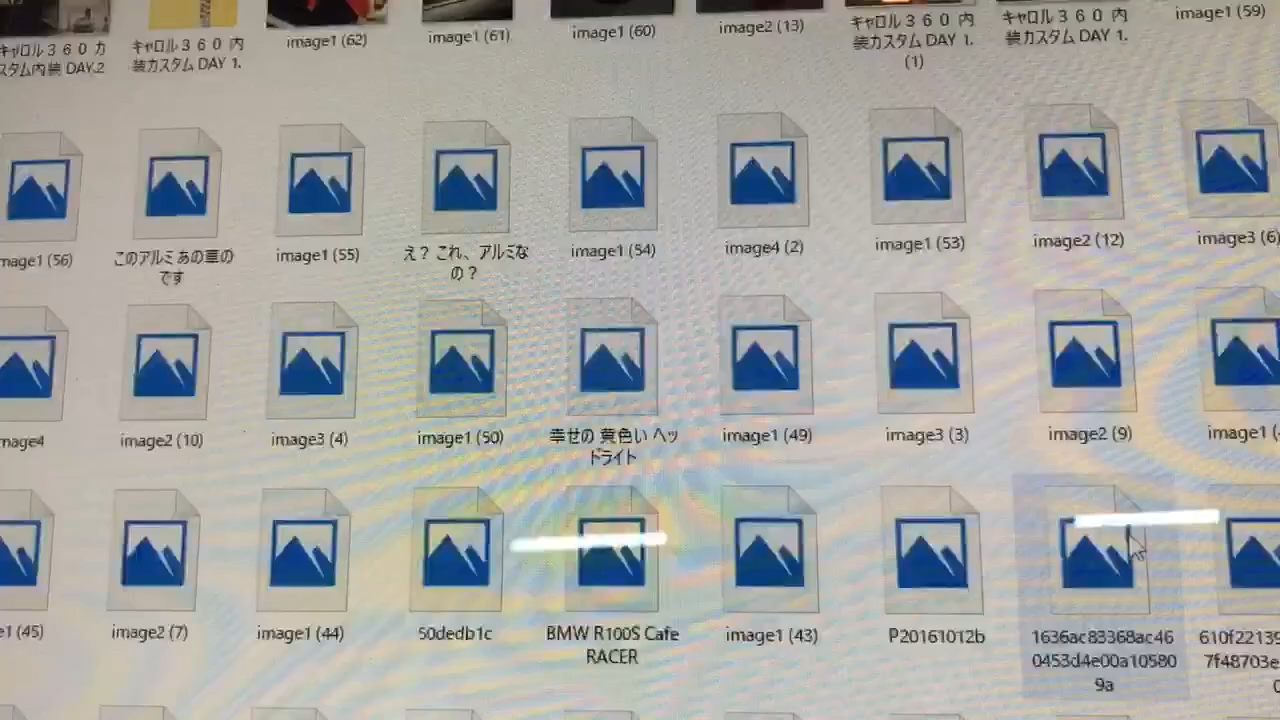 キャロル３６０ カ
スタム内装 DAY.2
キャロル３６０ 内
装カスタム DAY 1.
image1 (62)
image1 (61)
image1 (60)
image2 (13)
キャロル３６０ 内
装カスタム DAY 1.
(1)
キャロル３６０ 内
装カスタム DAY 1.
image1 (59)
mage1 (56)
このアルミ あの車の
です
image1 (55)
え？ これ、アルミな
の？
image1 (54)
image4 (2)
image1 (53)
image2 (12)
image3 (6)
mage4
image2 (10)
image3 (4)
image1 (50)
幸せの 黄色い ヘッ
ドライト
image1 (49)
image3 (3)
image2 (9)
image1 (
e1 (45)
image2 (7)
image1 (44)
50dedb1c
BMW R100S Cafe
RACER
image1 (43)
P20161012b
1636ac83368ac46
0453d4e00a10580
9a
610f22139
7f48703e